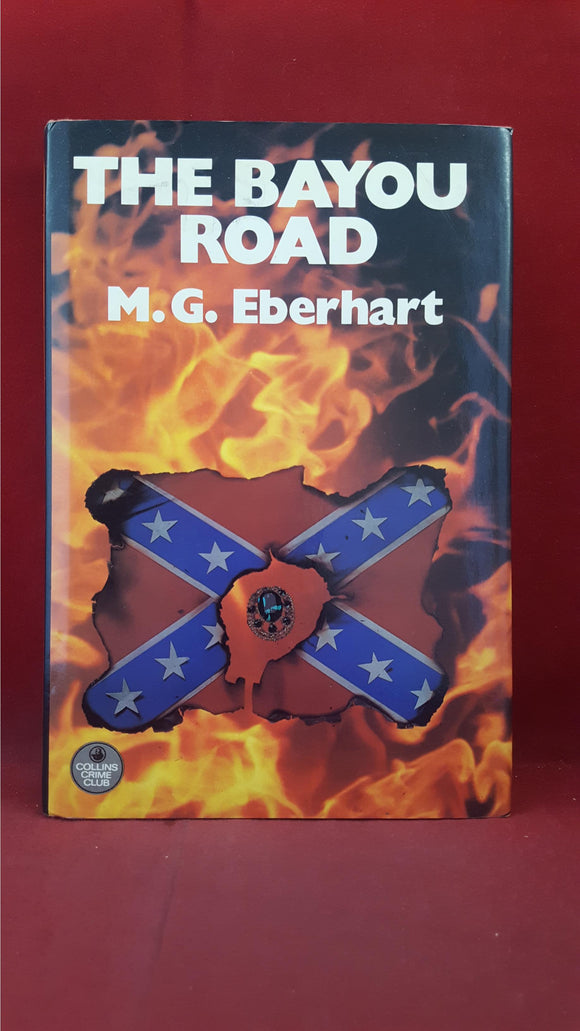 THE BAYOU
ROAD
M.G. Eberhart
COLLINS
CRIME
CLUB